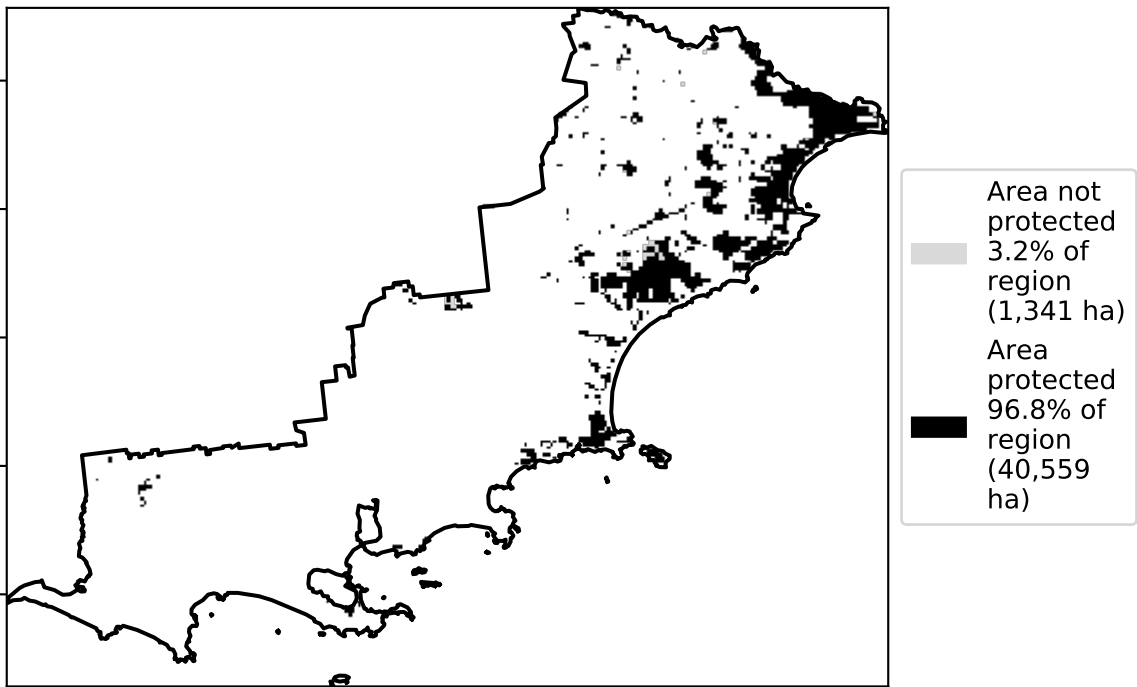 Area not
protected
3.2% of
region
(1,341 ha)
Area
protected
96.8% of
region
(40,559
ha)